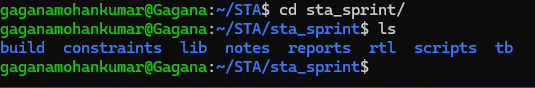 gaganamohankumar@Gagana:~/STA$ cd sta_sprint/
gaganamohankumar@Gagana:~/STA/sta_sprint$ ls
build  constraints  lib  notes  reports  rtl  scripts  tb
gaganamohankumar@Gagana:~/STA/sta_sprint$